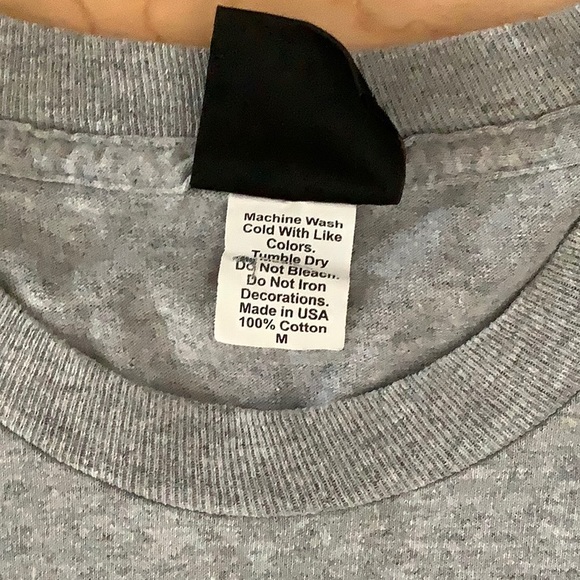 Machine Wash
Cold With Like
Colors.
Tumble Dry
Do Not Bleach.
Do Not Iron
Decorations.
Made in USA
100% Cotton
M